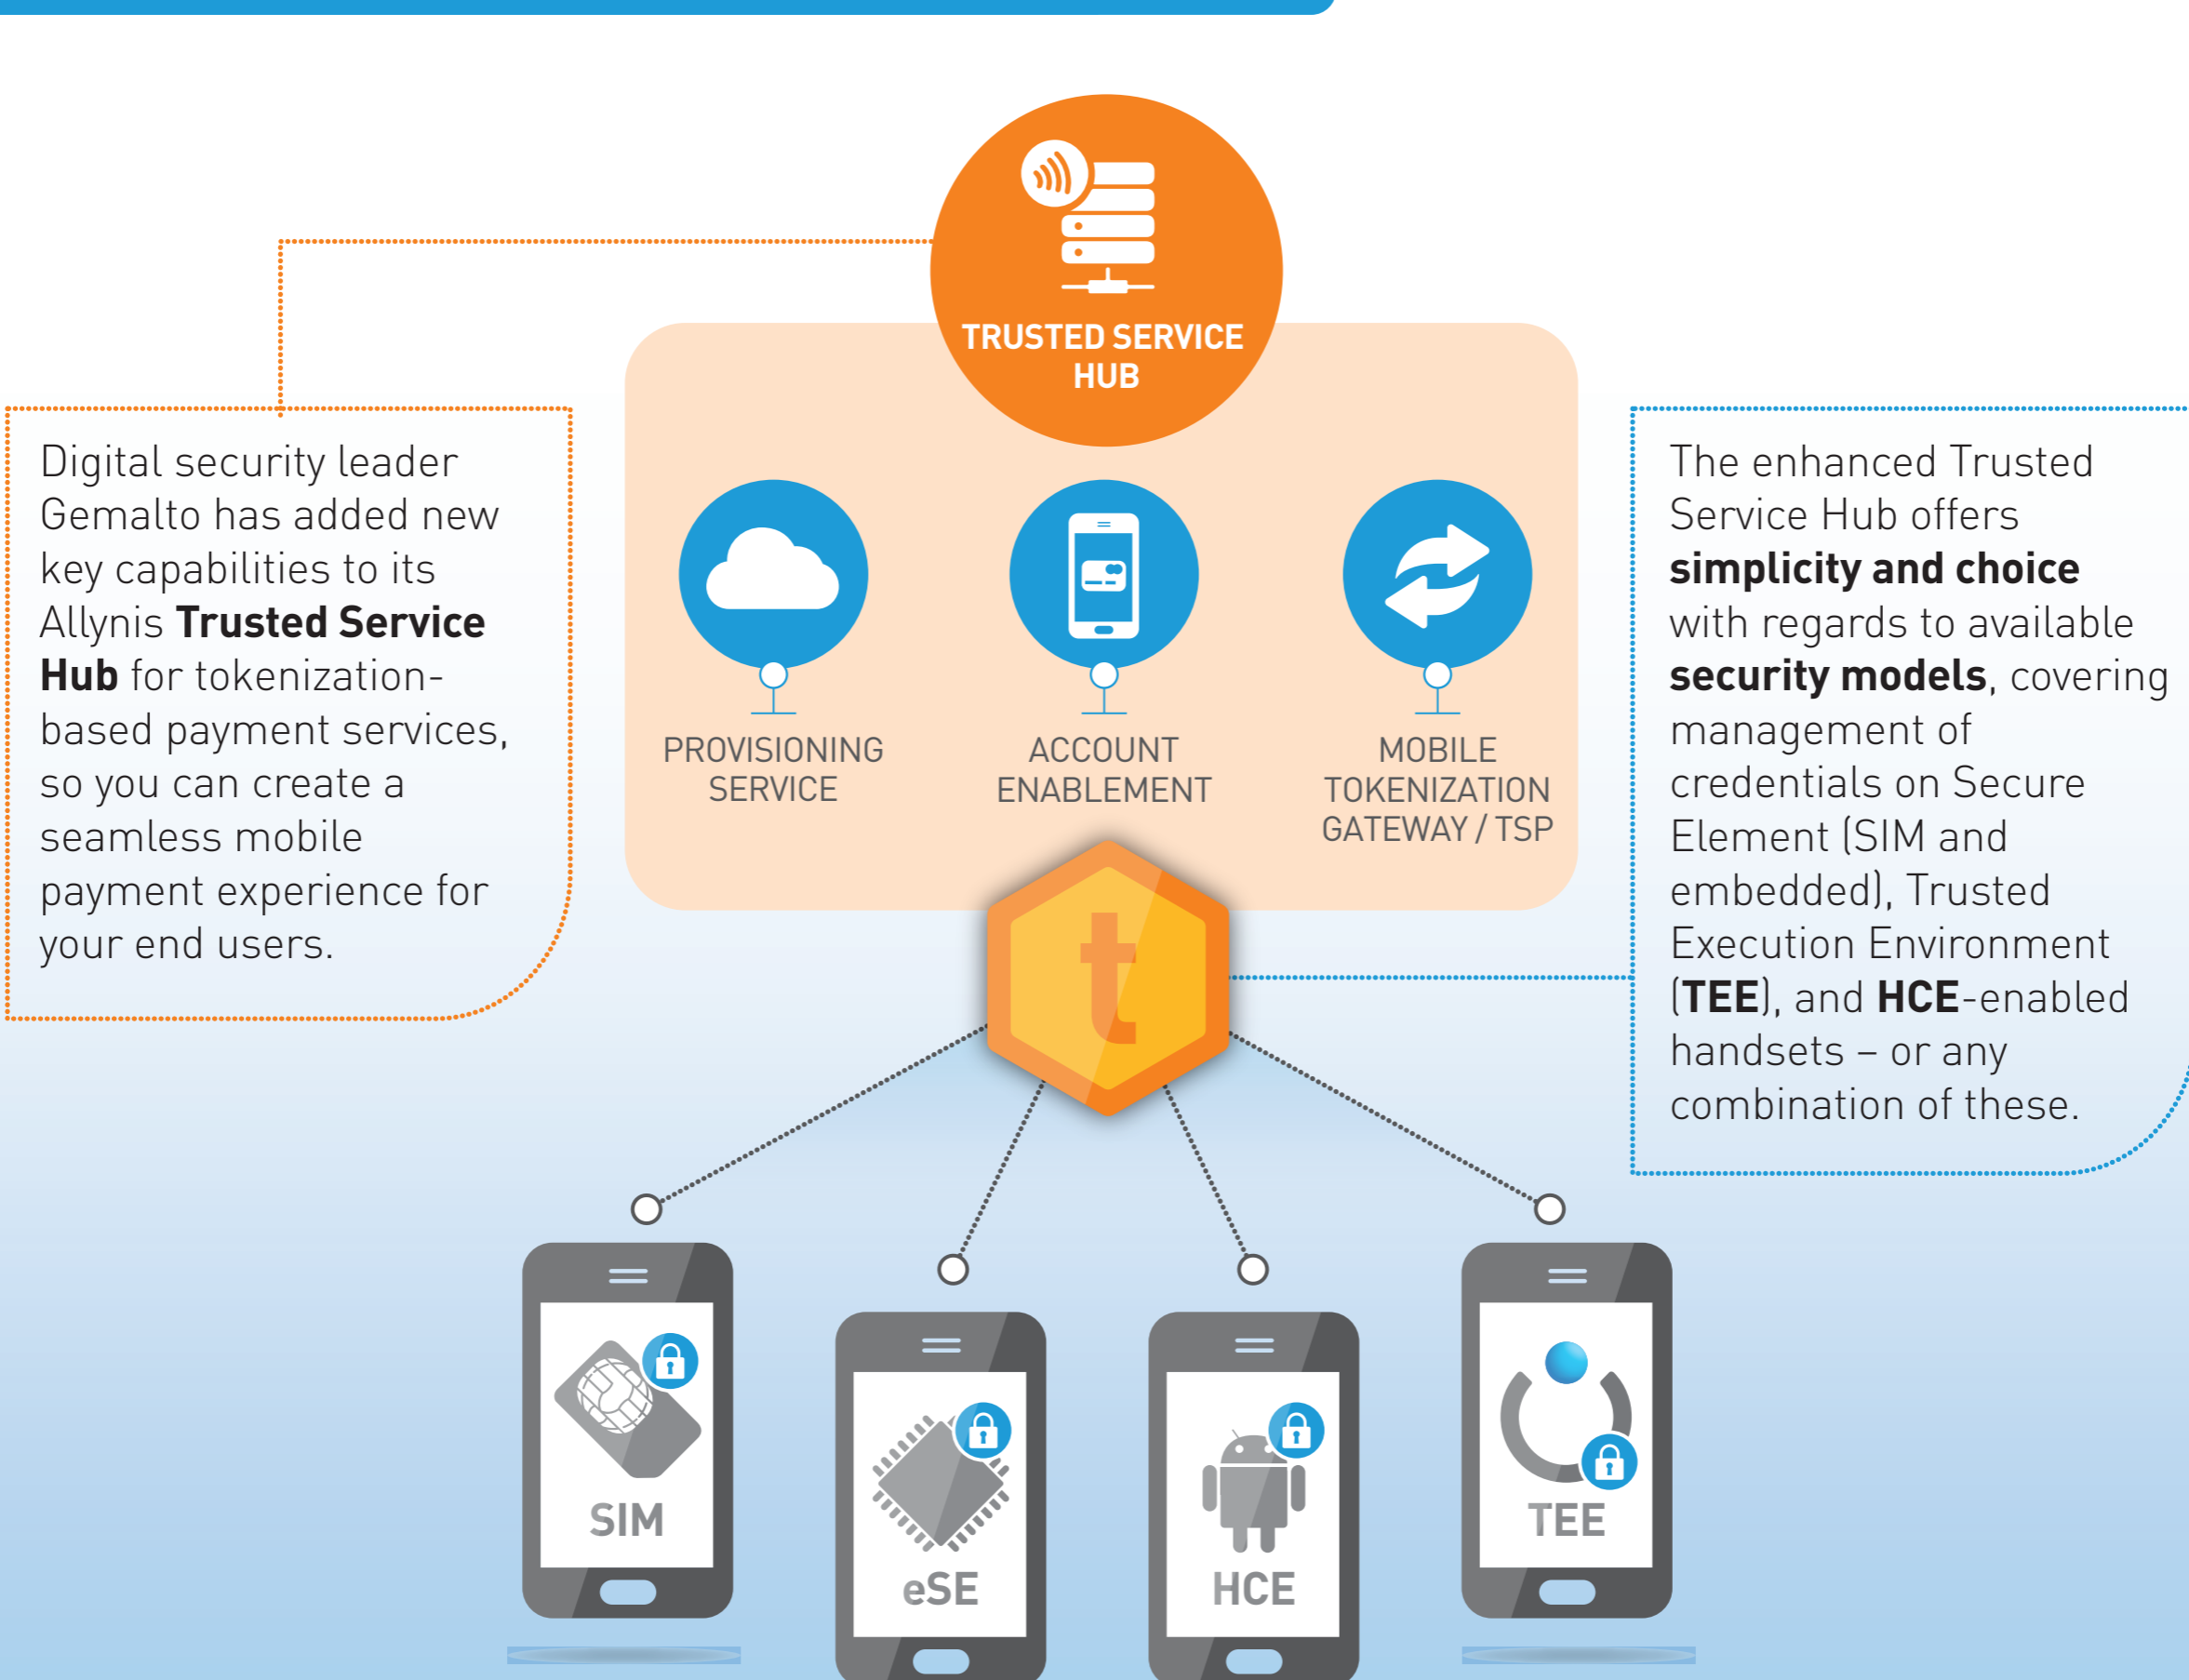 TRUSTED SERVICE
HUB
Digital security leader
Gemalto has added new
key capabilities to its
Allynis Trusted Service
Hub for tokenization-
based payment services,
so you can create a
seamless mobile
payment experience for
your end users.
PROVISIONING
SERVICE
ACCOUNT
ENABLEMENT
MOBILE
TOKENIZATION
GATEWAY / TSP
t
The enhanced Trusted
Service Hub offers
simplicity and choice
with regards to available
security models, covering
management of
credentials on Secure
Element (SIM and
embedded), Trusted
Execution Environment
(TEE), and HCE-enabled
handsets – or any
combination of these.
SIM
eSE
HCE
TEE